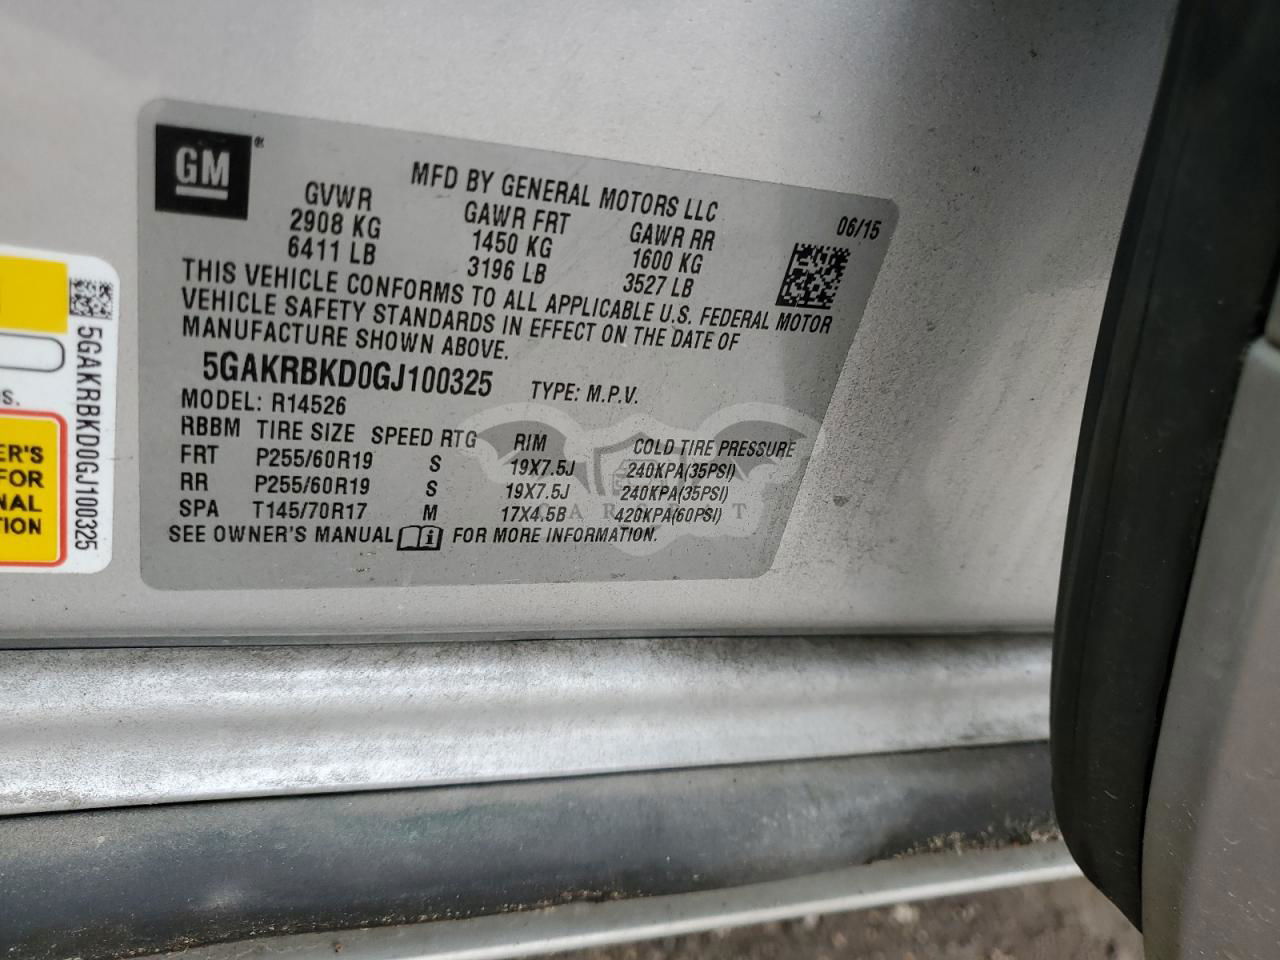 GM
MFD BY GENERAL MOTORS LLC
06/15
GVWR GAWR FRT GAWR RR
2908 KG 1450 KG 1600 KG
6411 LB 3196 LB 3527 LB
THIS VEHICLE CONFORMS TO ALL APPLICABLE U.S. FEDERAL MOTOR
VEHICLE SAFETY STANDARDS IN EFFECT ON THE DATE OF
MANUFACTURE SHOWN ABOVE.
5GAKRBKD0GJ100325 TYPE: M.P.V.
MODEL: R14526
RBBM TIRE SIZE SPEED RTG RIM COLD TIRE PRESSURE
FRT P255/60R19 S 19X7.5J 240KPA(35PSI)
RR P255/60R19 S 19X7.5J 240KPA(35PSI)
SPA T145/70R17 M 17X4.5B 420KPA(60PSI)
SEE OWNER'S MANUAL FOR MORE INFORMATION.
5GAKRBKD0GJ100325
S.
ER'S
FOR
NAL
TION